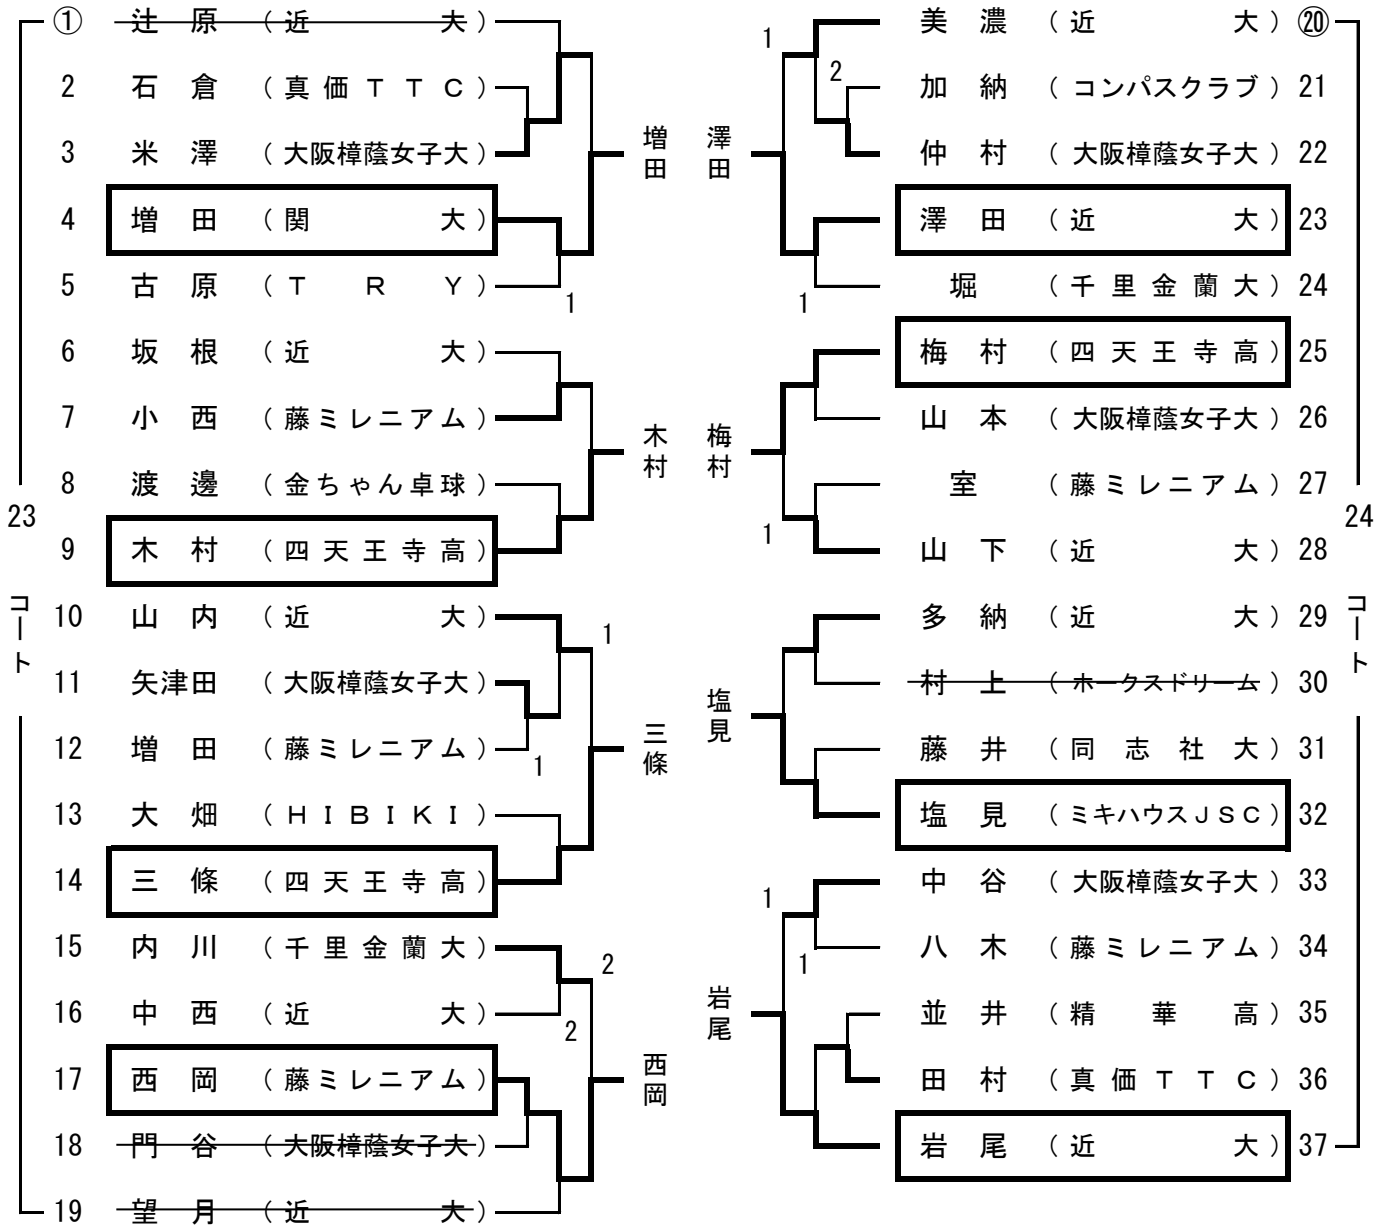 ① 辻原 (近大)
2 石倉 (真価TTC)
3 米澤 (大阪樟蔭女子大)
4 増田 (関大)
5 古原 (TRY)
1
増田
6 坂根 (近大)
7 小西 (藤ミレニアム)
8 渡邊 (金ちゃん卓球)
9 木村 (四天王寺高)
木村
23
コート
10 山内 (近大)
1
11 矢津田 (大阪樟蔭女子大)
12 増田 (藤ミレニアム)
1
13 大畑 (HIBIKI)
14 三條 (四天王寺高)
三條
15 内川 (千里金蘭大)
2
16 中西 (近大)
2
17 西岡 (藤ミレニアム)
18 門谷 (大阪樟蔭女子大)
19 望月 (近大)
西岡
1
美濃 (近大) ⑳
2
加納 (コンパスクラブ) 21
仲村 (大阪樟蔭女子大) 22
澤田
澤田 (近大) 23
堀 (千里金蘭大) 24
1
梅村 (四天王寺高) 25
山本 (大阪樟蔭女子大) 26
梅村
室 (藤ミレニアム) 27
1
山下 (近大) 28
24
コート
多納 (近大) 29
村上 (ホークスドリーム) 30
塩見
藤井 (同志社大) 31
塩見 (ミキハウスJSC) 32
1
中谷 (大阪樟蔭女子大) 33
八木 (藤ミレニアム) 34
1
岩尾
並井 (精華高) 35
田村 (真価TTC) 36
岩尾 (近大) 37